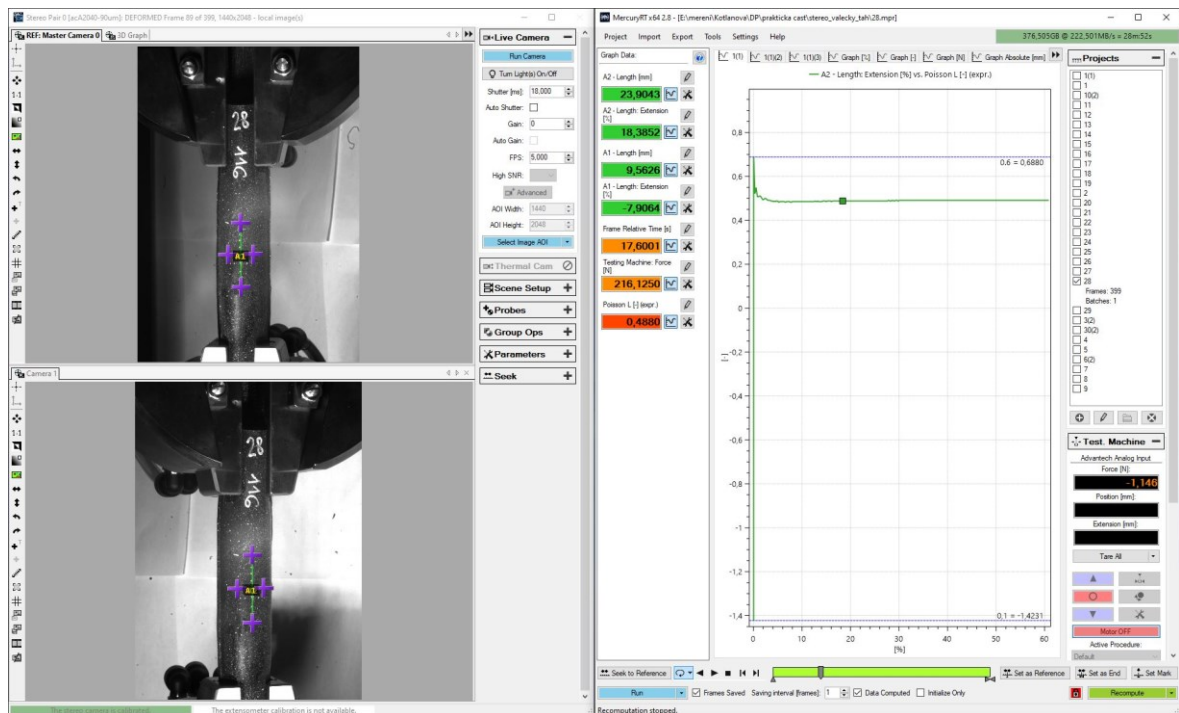 Stereo Pair 0 [acA2040-90um]: DEFORMED Frame 89 of 399, 1440x2048 - local image(s)
REF: Master Camera 0
3D Graph
28
116
A1
Camera 1
28
116
A1
The stereo camera is calibrated.
The extensometer calibration is not available.
1-1
1-1
Live Camera
Run Camera
Turn Light(s) On/Off
Shutter [ms]: 18,000
Auto Shutter:
Gain: 0
Auto Gain:
FPS: 5,000
High SNR:
Advanced
AOI Width: 1440
AOI Height: 2048
Select Image AOI
Thermal Cam
Scene Setup
Probes
Group Ops
Parameters
Seek
MercuryRT x64 2.8 - [E:\mereni\Kotlanova\DP\prakticka cast\stereo_valecky_tah\28.mpr]
Project Import Export Tools Settings Help
376,505GB @ 222,501MB/s = 28m:52s
Graph Data:
A2 - Length [mm]
23,9043
A2 - Length: Extension [%]
18,3852
A1 - Length [mm]
9,5626
A1 - Length: Extension [%]
-7,9064
Frame Relative Time [s]
17,6001
Testing Machine: Force [N]
216,1250
Poisson L [-] (expr.)
0,4880
1(1) 1(1)(2) 1(1)(3) Graph [%] Graph [-] Graph [N] Graph Absolute [mm]
A2 - Length: Extension [%] vs. Poisson L [-] (expr.)
0.6 = 0,6880
0,8
0,6
0,4
0,2
0
-0,2
-0,4
-0,6
-0,8
-1
-1,2
-1,4
[-]
0,1 = -1,4231
0 10 20 30 40 50 60
[%]
Projects
1(1)
1
10(2)
11
12
13
14
15
16
17
18
19
2
20
21
22
23
24
25
26
27
28
Frames: 399
Batches: 1
29
3(2)
30(2)
4
5
6(2)
7
8
9
Test. Machine
Advantech Analog Input
Force [N]:
-1,146
Position [mm]:
Extension [mm]:
Tare All
Motor OFF
Active Procedure:
Default
Seek to Reference
Set as Reference
Set as End
Set Mark
Run
Frames Saved
Saving interval [frames]: 1
Data Computed
Initialize Only
Recompute
Recomputation stopped.